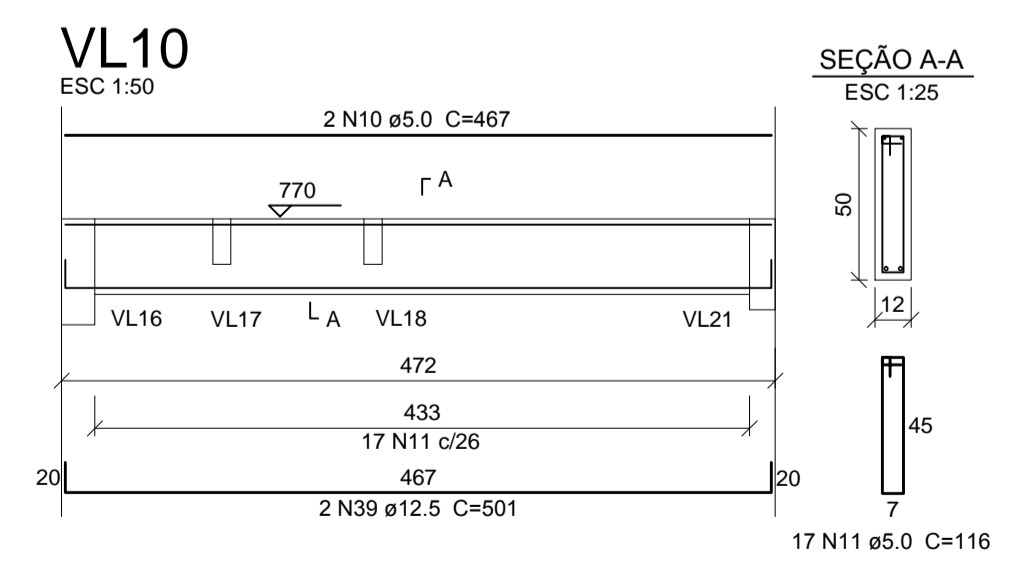 VL10
ESC 1:50
SEÇÃO A-A
ESC 1:25
2 N10 ø5.0 C=467
A
770
50
VL16
VL17
A
VL18
VL21
12
472
433
17 N11 c/26
45
20
467
20
2 N39 ø12.5 C=501
7
17 N11 ø5.0 C=116